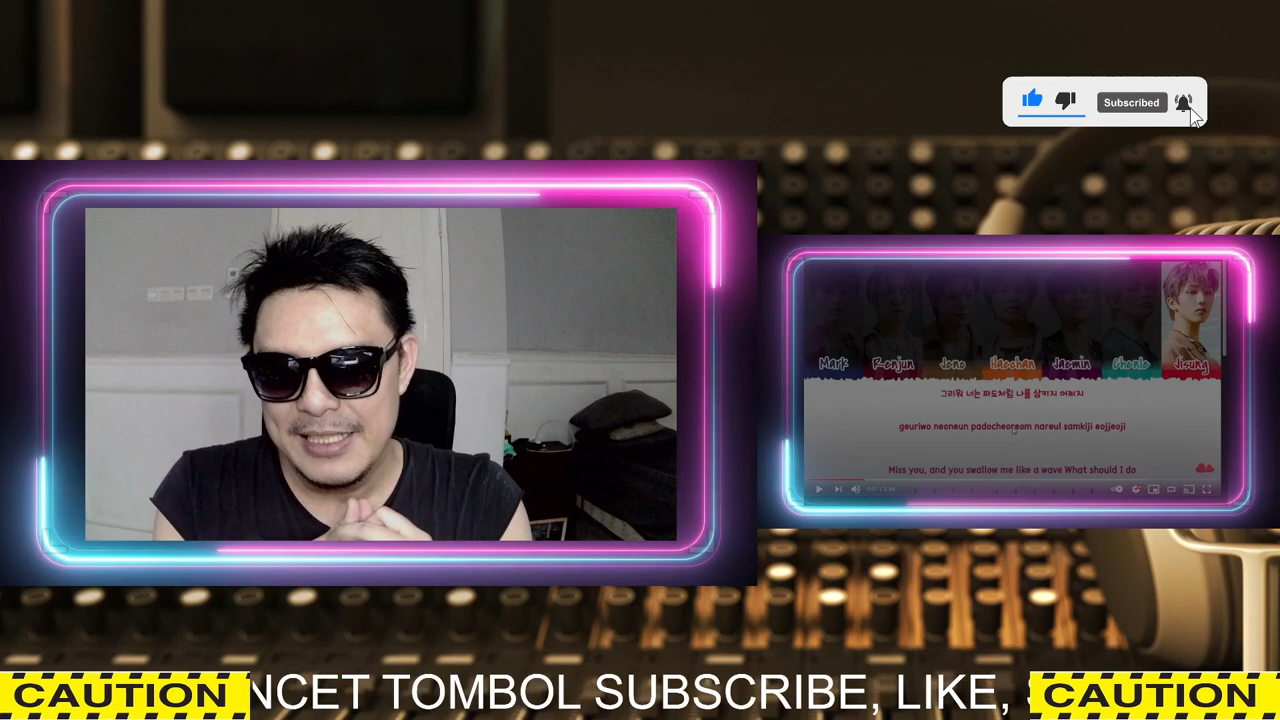 Subscribed
Mark Renjun Jeno Haechan Jaemin Chenle Jisung
그리워 너는 파도처럼 나를 삼키지 어쩌지
geuriwo neoneun padocheoreom nareul samkiji eojjeoji
Miss you, and you swallow me like a wave What should I do
CAUTION NCET TOMBOL SUBSCRIBE, LIKE, CAUTION